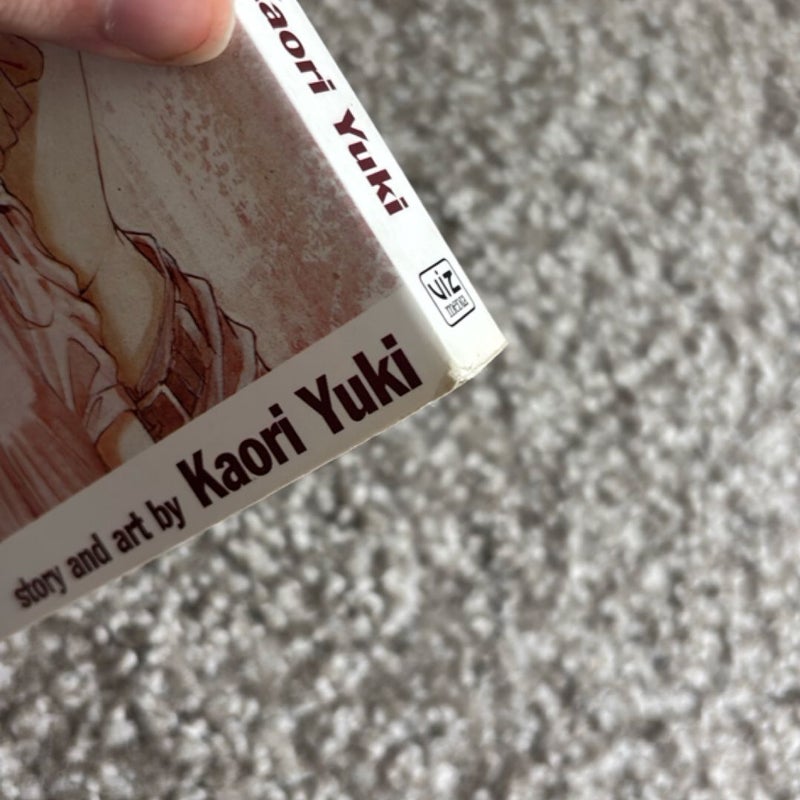 Kaori Yuki
VIZ
media
story and art by Kaori Yuki